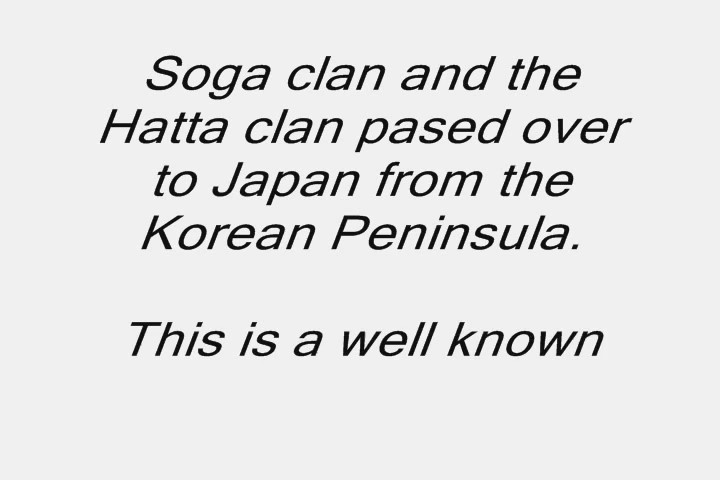 Soga clan and the
Hatta clan pased over
to Japan from the
Korean Peninsula.
This is a well known